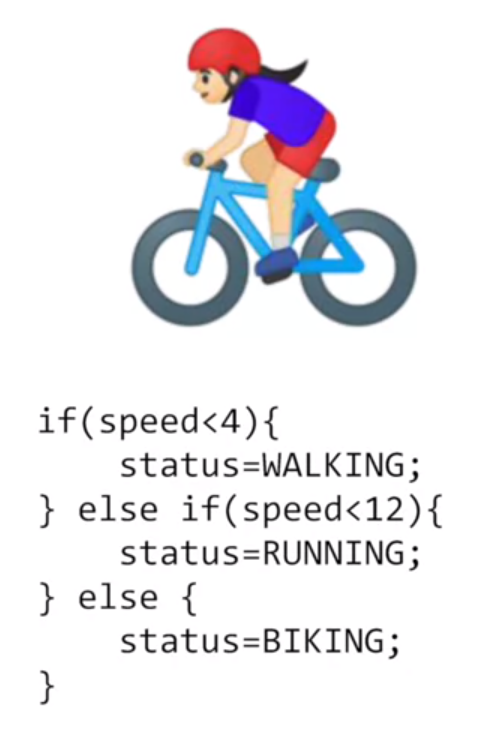 if(speed<4){
    status=WALKING;
} else if(speed<12){
    status=RUNNING;
} else {
    status=BIKING;
}